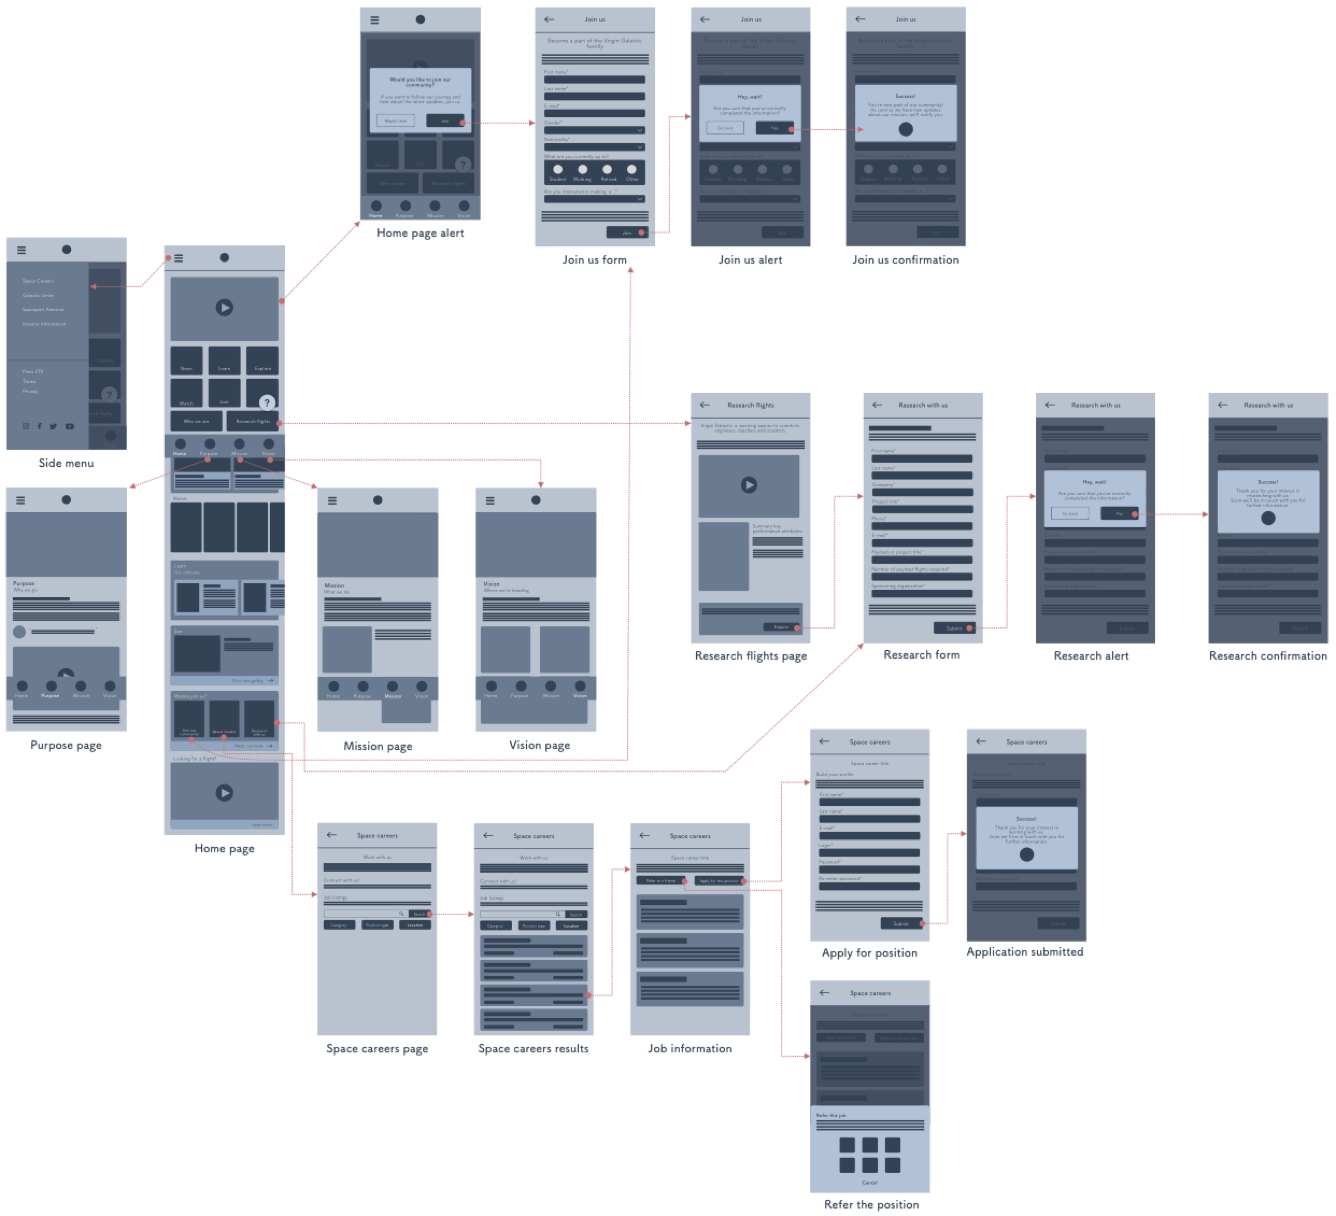 Would you like to join our
community?
If you want to follow our journey and
hear about the latest updates, join us.
Maybe later
Join
Who we are
Research flights
Home
Purpose
Mission
Vision
Home page alert
Join us
Become a part of the Virgin Galactic
family
First name*
Last name*
E-mail*
Gender*
Nationality*
What are you currently up to?
Student
Working
Retired
Other
Are you interested in making a...*
Join
Join us form
Join us
Hey, wait!
Are you sure that you've correctly
completed the information?
Go back
Yes
Join us alert
Join us
Success!
You're now part of our community!
As soon as we have new updates
about our mission, we'll notify you.
Join us confirmation
Space Careers
Galactic Unite
Spaceport America
Investor Information
Press FTP
Terms
Privacy
Side menu
News
Learn
Explore
Watch
Join
?
Who we are
Research flights
Home
Purpose
Mission
Vision
Watch
Learn
See
Go to the gallery
Wanna join us?
Join our
community
Space careers
Research
with us
Looking for a flight?
Home page
Purpose
Who we go
Home
Purpose
Mission
Vision
Purpose page
Mission
What we do
Home
Purpose
Mission
Vision
Mission page
Vision
Where we're heading
Home
Purpose
Mission
Vision
Vision page
Research flights
Virgin Galactic is opening space to scientists,
engineers, teachers and students.
Summary key
performance attributes
Inquire
Research flights page
Research with us
First name*
Last name*
Company*
Project title*
Phone*
E-mail*
Payload or project title*
Number of payload flights required*
Sponsoring organization*
Submit
Research form
Research with us
Hey, wait!
Are you sure that you've correctly
completed the information?
Go back
Yes
Research alert
Research with us
Success!
Thank you for your interest in
researching with us.
Soon we'll be in touch with you for
further information.
Research confirmation
Space careers
Work with us
Connect with us!
Job listings
Search
Category
Position type
Location
Space careers page
Space careers
Work with us
Connect with us!
Job listings
Search
Category
Position type
Location
Space careers results
Space careers
Space career title
Refer to a friend
Apply for the position
Job information
Space careers
Space career title
Build your profile
First name*
Last name*
E-mail*
Login*
Password*
Re-enter password*
Submit
Apply for position
Space careers
Success!
Thank you for your interest in
working with us.
Soon we'll be in touch with you for
further information.
Application submitted
Space careers
Refer this job
Cancel
Refer the position